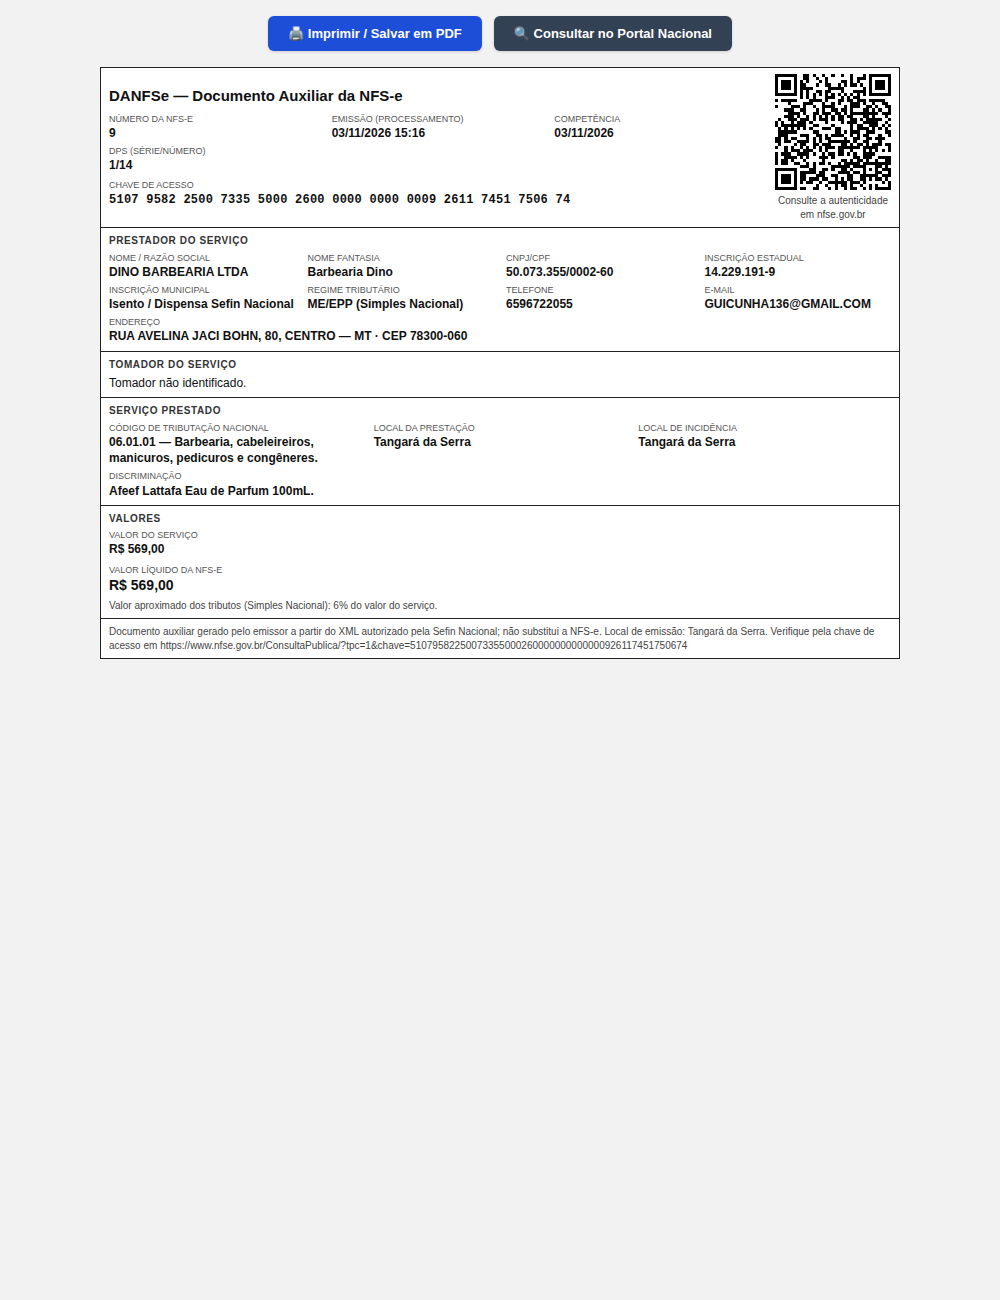 🖨️ Imprimir / Salvar em PDF
🔍 Consultar no Portal Nacional
DANFSe — Documento Auxiliar da NFS-e
NÚMERO DA NFS-E EMISSÃO (PROCESSAMENTO) COMPETÊNCIA
9 03/11/2026 15:16 03/11/2026
DPS (SÉRIE/NÚMERO)
1/14
CHAVE DE ACESSO
5107 9582 2500 7335 5000 2600 0000 0000 0009 2611 7451 7506 74
Consulte a autenticidade
em nfse.gov.br
PRESTADOR DO SERVIÇO
NOME / RAZÃO SOCIAL NOME FANTASIA CNPJ/CPF INSCRIÇÃO ESTADUAL
DINO BARBEARIA LTDA Barbearia Dino 50.073.355/0002-60 14.229.191-9
INSCRIÇÃO MUNICIPAL REGIME TRIBUTÁRIO TELEFONE E-MAIL
Isento / Dispensa Sefin Nacional ME/EPP (Simples Nacional) 6596722055 GUICUNHA136@GMAIL.COM
ENDEREÇO
RUA AVELINA JACI BOHN, 80, CENTRO — MT · CEP 78300-060
TOMADOR DO SERVIÇO
Tomador não identificado.
SERVIÇO PRESTADO
CÓDIGO DE TRIBUTAÇÃO NACIONAL LOCAL DA PRESTAÇÃO LOCAL DE INCIDÊNCIA
06.01.01 — Barbearia, cabeleireiros, Tangará da Serra Tangará da Serra
manicuros, pedicuros e congêneres.
DISCRIMINAÇÃO
Afeef Lattafa Eau de Parfum 100mL.
VALORES
VALOR DO SERVIÇO
R$ 569,00
VALOR LÍQUIDO DA NFS-E
R$ 569,00
Valor aproximado dos tributos (Simples Nacional): 6% do valor do serviço.
Documento auxiliar gerado pelo emissor a partir do XML autorizado pela Sefin Nacional; não substitui a NFS-e. Local de emissão: Tangará da Serra. Verifique pela chave de
acesso em https://www.nfse.gov.br/ConsultaPublica/?tpc=1&chave=51079582250073355000260000000000000926117451750674